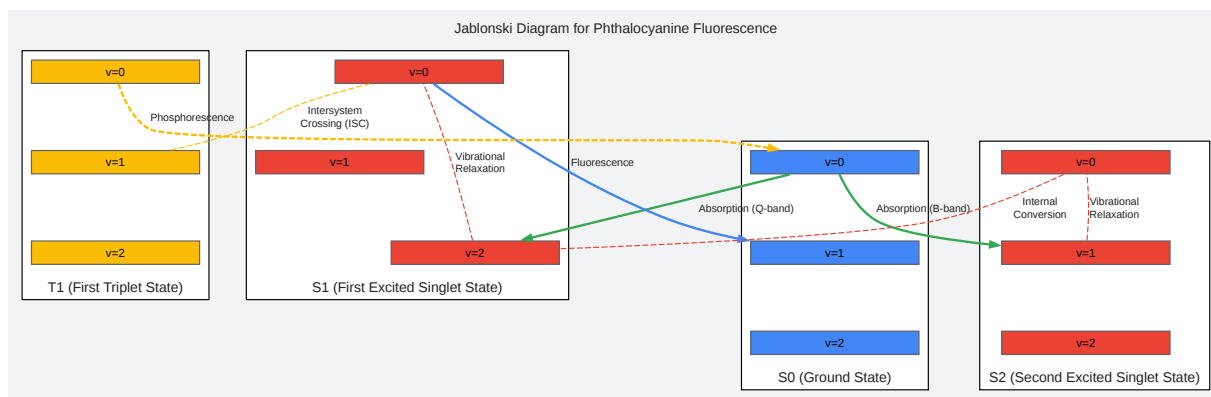 Jablonski Diagram for Phthalocyanine Fluorescence
v=0
v=0
Phosphorescence
Intersystem
Crossing (ISC)
v=1
v=1
Vibrational
Relaxation
Fluorescence
v=0
v=0
Absorption (Q-band)
Absorption (B-band)
Internal
Conversion
Vibrational
Relaxation
v=2
v=2
v=1
v=1
T1 (First Triplet State)
S1 (First Excited Singlet State)
v=2
v=2
S0 (Ground State)
S2 (Second Excited Singlet State)